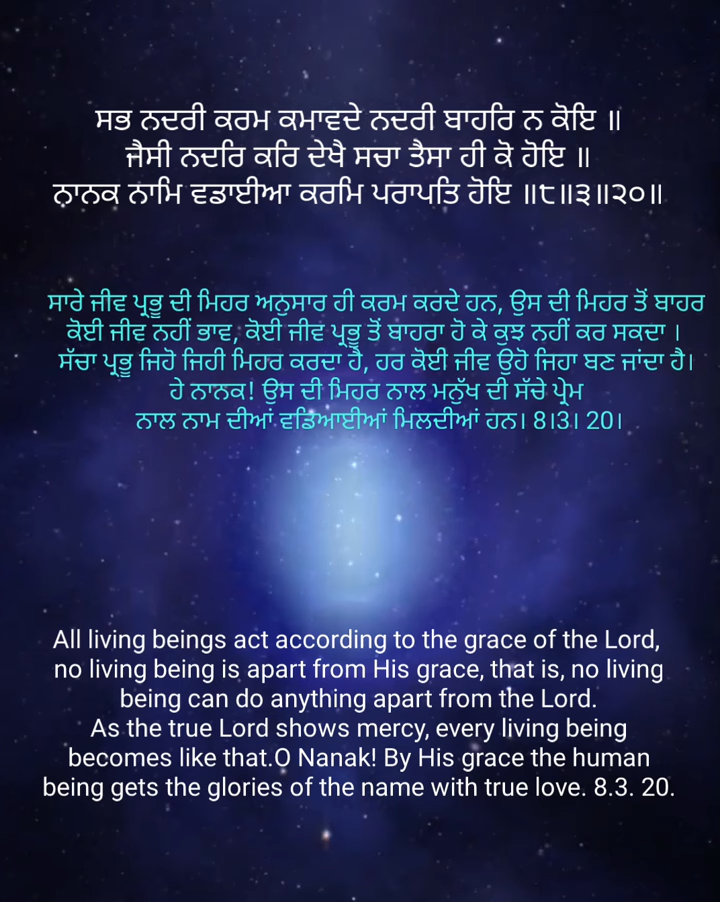 ਸਭ ਨਦਰੀ ਕਰਮ ਕਮਾਵਦੇ ਨਦਰੀ ਬਾਹਰਿ ਨ ਕੋਇ ॥
ਜੈਸੀ ਨਦਰਿ ਕਰਿ ਦੇਖੈ ਸਚਾ ਤੈਸਾ ਹੀ ਕੋ ਹੋਇ ॥
ਨਾਨਕ ਨਾਮਿ ਵਡਾਈਆ ਕਰਮਿ ਪਰਾਪਤਿ ਹੋਇ ॥੮॥੩॥੨੦॥
ਸਾਰੇ ਜੀਵ ਪ੍ਰਭੂ ਦੀ ਮਿਹਰ ਅਨੁਸਾਰ ਹੀ ਕਰਮ ਕਰਦੇ ਹਨ, ਉਸ ਦੀ ਮਿਹਰ ਤੋਂ ਬਾਹਰ
ਕੋਈ ਜੀਵ ਨਹੀਂ ਭਾਵ, ਕੋਈ ਜੀਵ ਪ੍ਰਭੂ ਤੋਂ ਬਾਹਰਾ ਹੋ ਕੇ ਕੁਝ ਨਹੀਂ ਕਰ ਸਕਦਾ ।
ਸੱਚਾ ਪ੍ਰਭੂ ਜਿਹੋ ਜਿਹੀ ਮਿਹਰ ਕਰਦਾ ਹੈ, ਹਰ ਕੋਈ ਜੀਵ ਉਹੋ ਜਿਹਾ ਬਣ ਜਾਂਦਾ ਹੈ।
ਹੇ ਨਾਨਕ! ਉਸ ਦੀ ਮਿਹਰ ਨਾਲ ਮਨੁੱਖ ਦੀ ਸੱਚੇ ਪ੍ਰੇਮ
ਨਾਲ ਨਾਮ ਦੀਆਂ ਵਡਿਆਈਆਂ ਮਿਲਦੀਆਂ ਹਨ। 8।3। 20।
All living beings act according to the grace of the Lord,
no living being is apart from His grace, that is, no living
being can do anything apart from the Lord.
As the true Lord shows mercy, every living being
becomes like that.O Nanak! By His grace the human
being gets the glories of the name with true love. 8.3. 20.